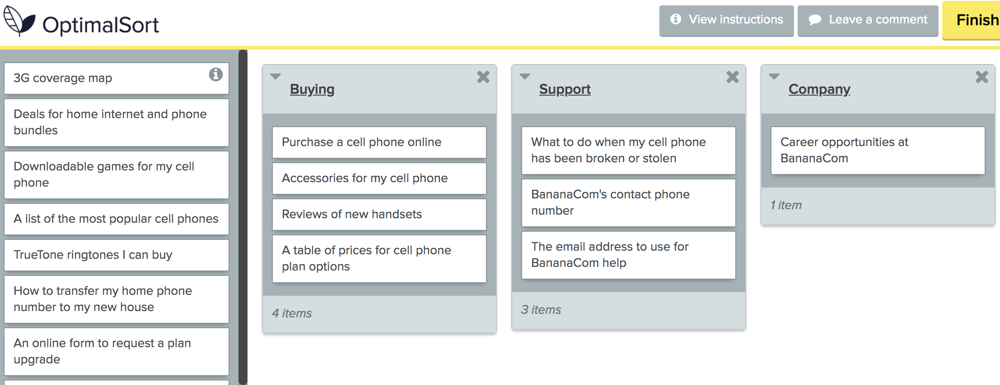 OptimalSort
View instructions
Leave a comment
Finish
3G coverage map
Deals for home internet and phone
bundles
Downloadable games for my cell
phone
A list of the most popular cell phones
TrueTone ringtones I can buy
How to transfer my home phone
number to my new house
An online form to request a plan
upgrade
Buying
Purchase a cell phone online
Accessories for my cell phone
Reviews of new handsets
A table of prices for cell phone
plan options
4 items
Support
What to do when my cell phone
has been broken or stolen
BananaCom's contact phone
number
The email address to use for
BananaCom help
3 items
Company
Career opportunities at
BananaCom
1 item